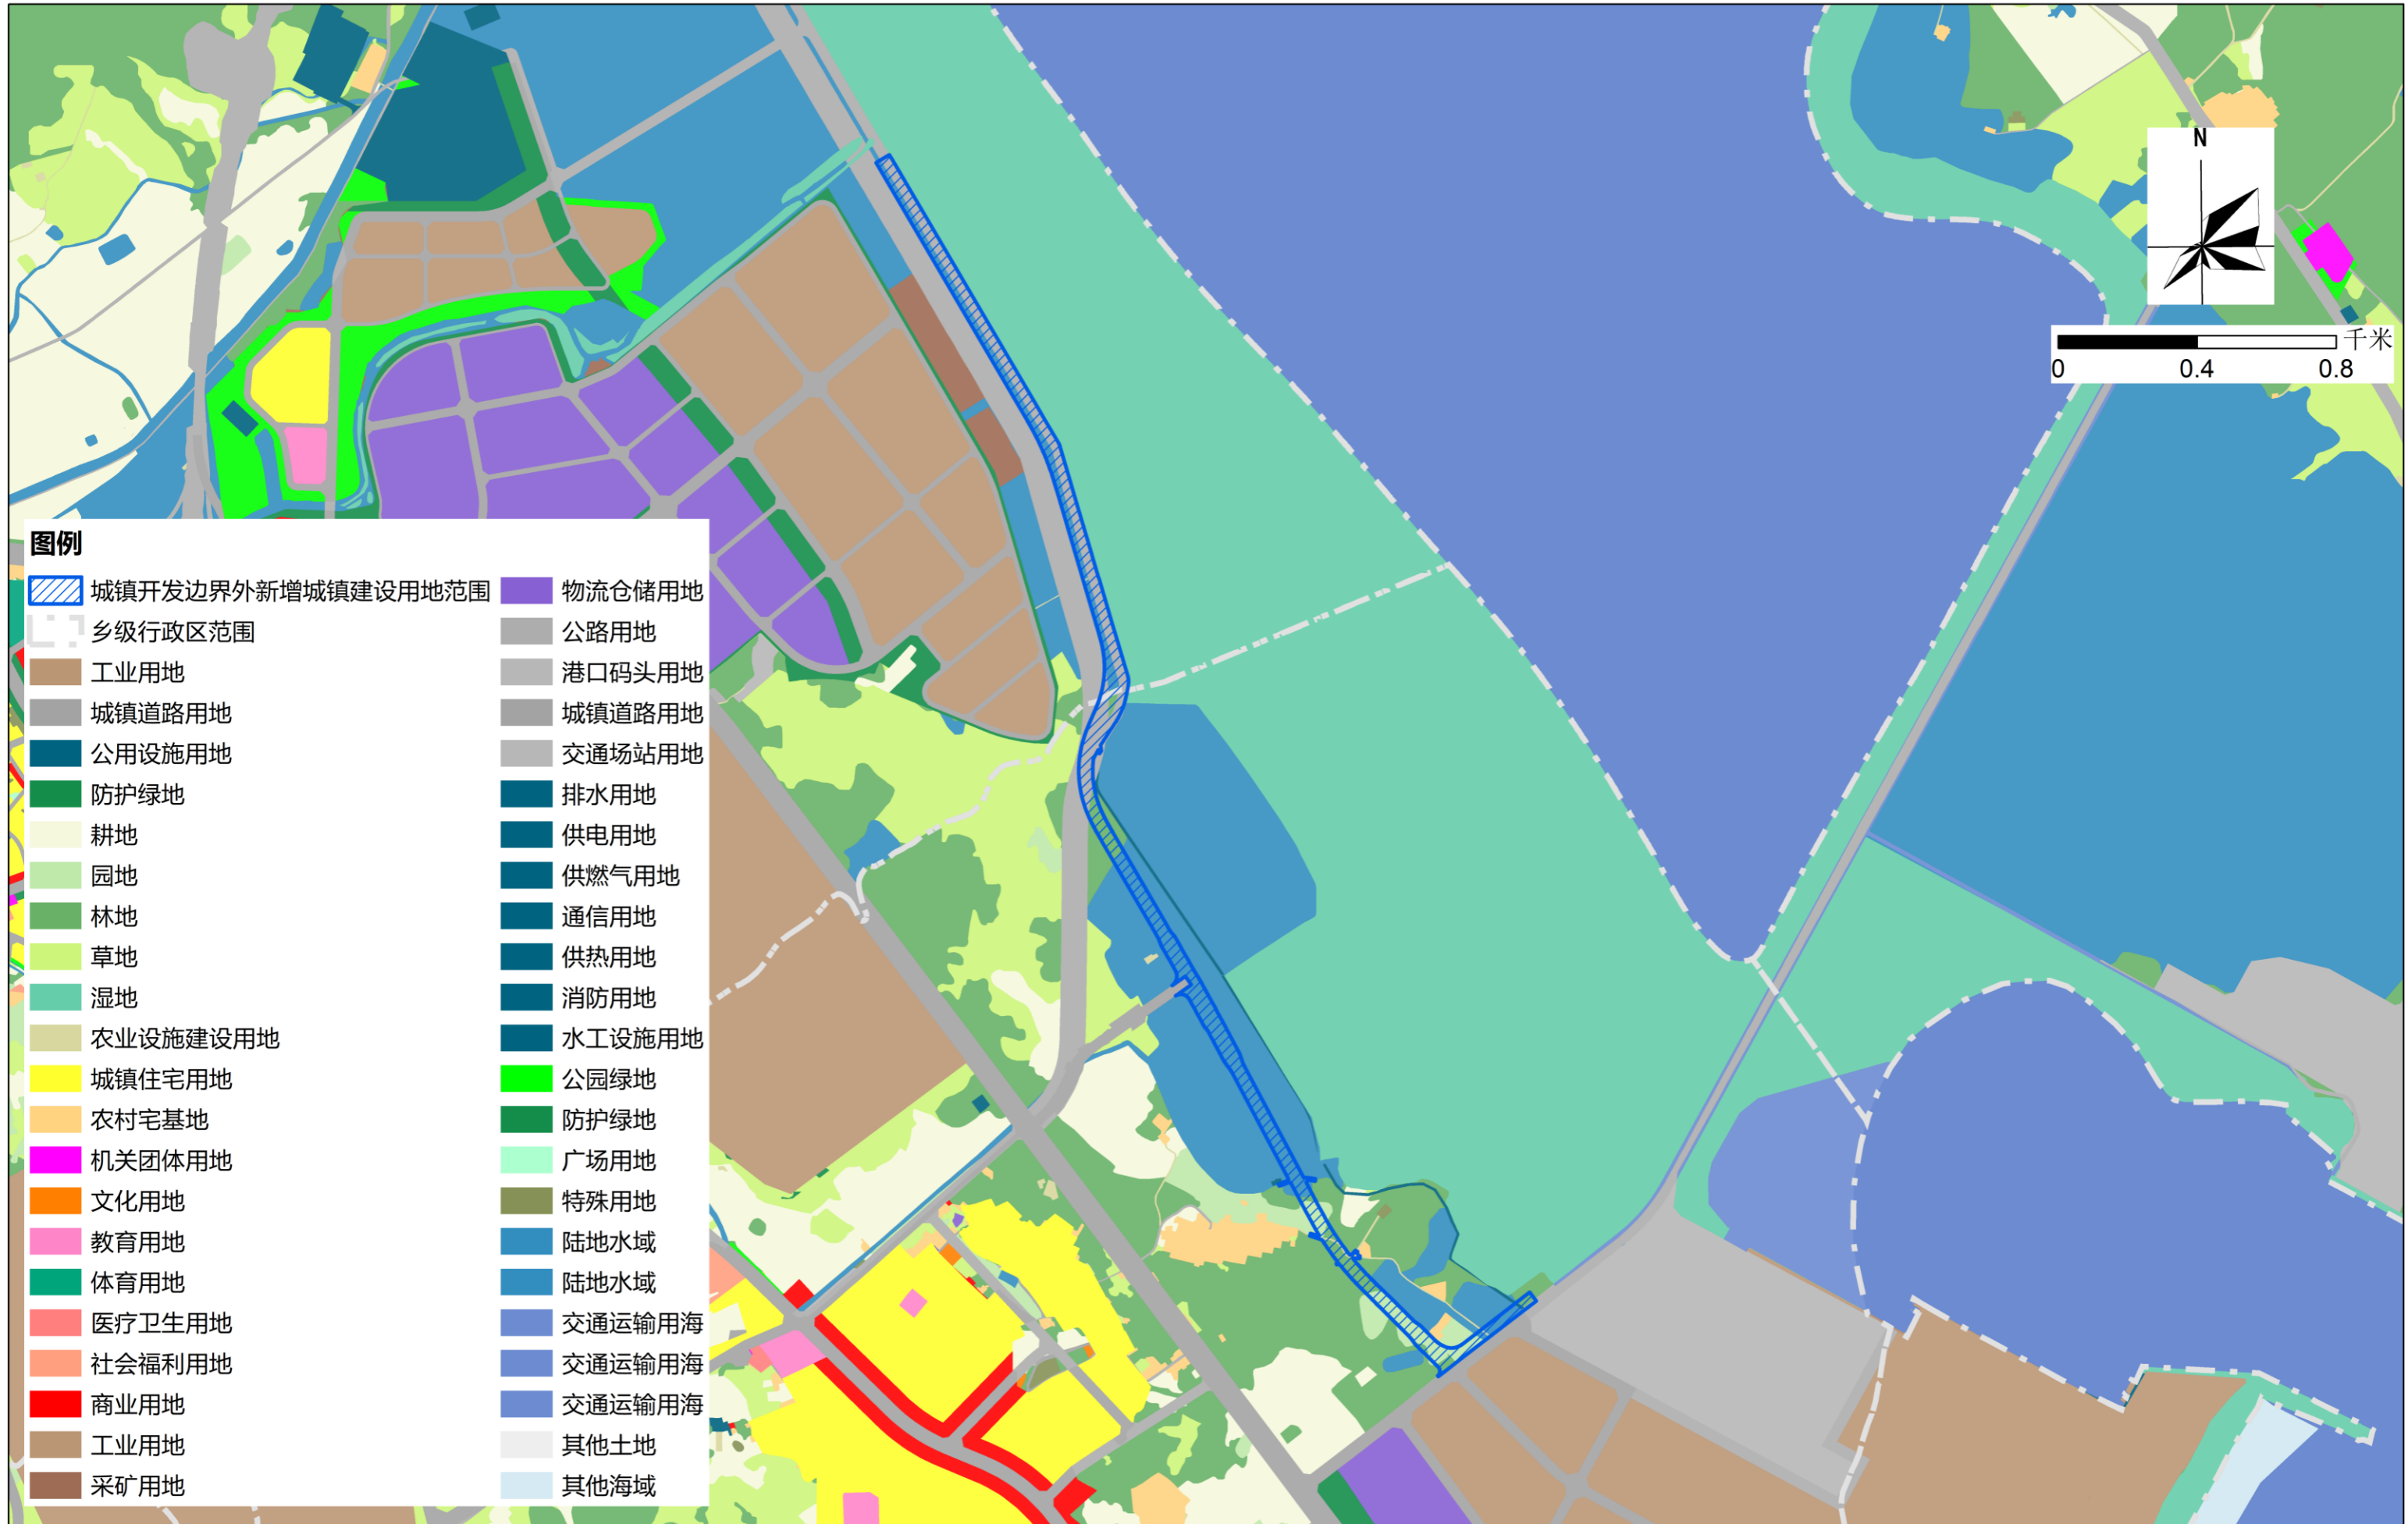 N
千米
0 0.4 0.8
图例
城镇开发边界外新增城镇建设用地范围
乡级行政区范围
工业用地
城镇道路用地
公用设施用地
防护绿地
耕地
园地
林地
草地
湿地
农业设施建设用地
城镇住宅用地
农村宅基地
机关团体用地
文化用地
教育用地
体育用地
医疗卫生用地
社会福利用地
商业用地
工业用地
采矿用地
物流仓储用地
公路用地
港口码头用地
城镇道路用地
交通场站用地
排水用地
供电用地
供燃气用地
通信用地
供热用地
消防用地
水工设施用地
公园绿地
防护绿地
广场用地
特殊用地
陆地水域
陆地水域
交通运输用海
交通运输用海
交通运输用海
其他土地
其他海域